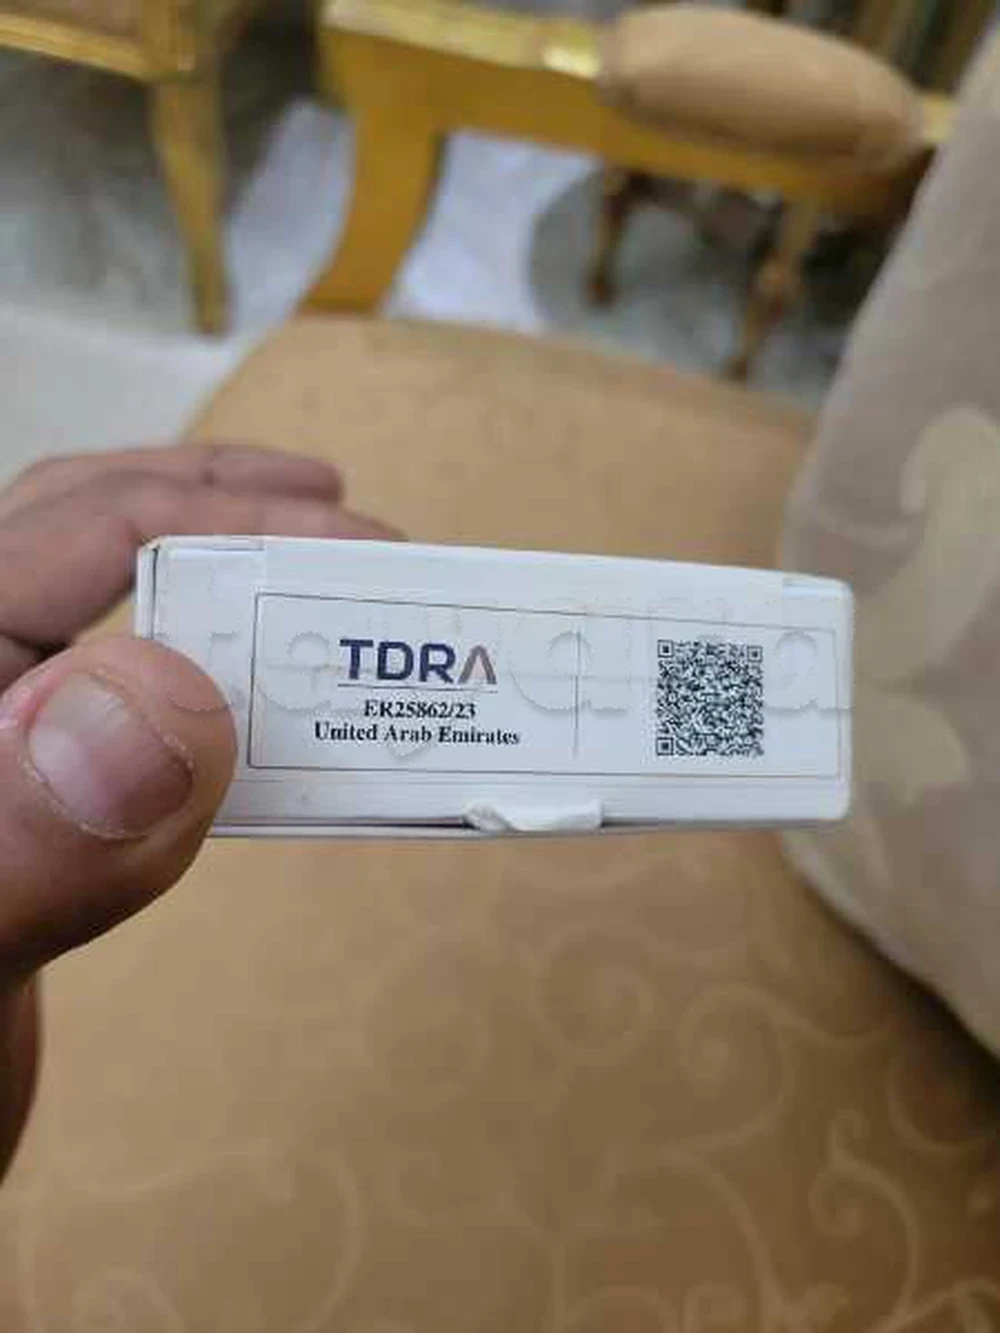 TDRA
ER25862/23
United Arab Emirates